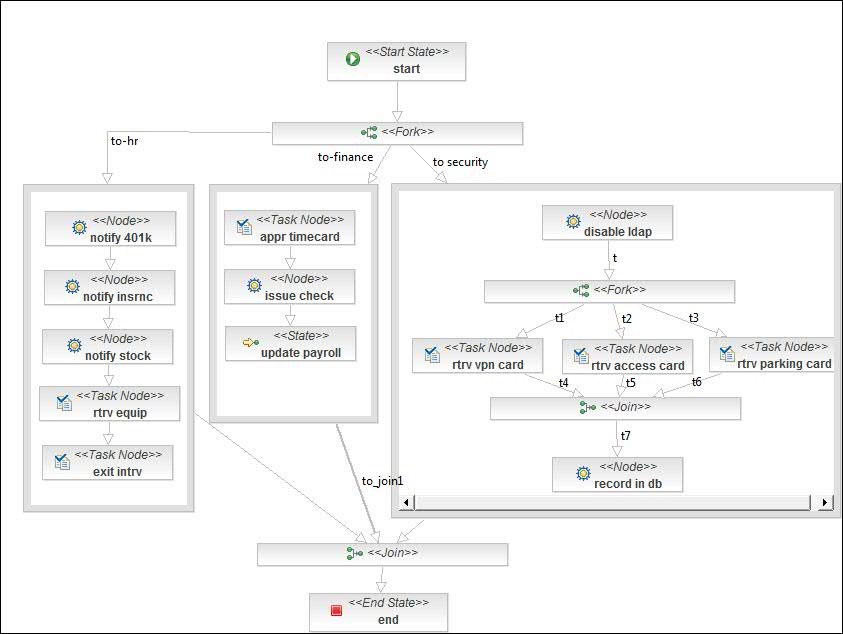 <<Start State>>
start
<<Fork>>
to-hr
to-finance
to security
<<Node>>
notify 401k
<<Node>>
notify insrnc
<<Node>>
notify stock
<<Task Node>>
rtrv equip
<<Task Node>>
exit intrv
<<Task Node>>
appr timecard
<<Node>>
issue check
<<State>>
update payroll
<<Node>>
disable ldap
t
<<Fork>>
t1
t2
t3
<<Task Node>>
rtrv vpn card
<<Task Node>>
rtrv access card
<<Task Node>>
rtrv parking card
t4
t5
t6
<<Join>>
t7
<<Node>>
record in db
to_join1
<<Join>>
<<End State>>
end